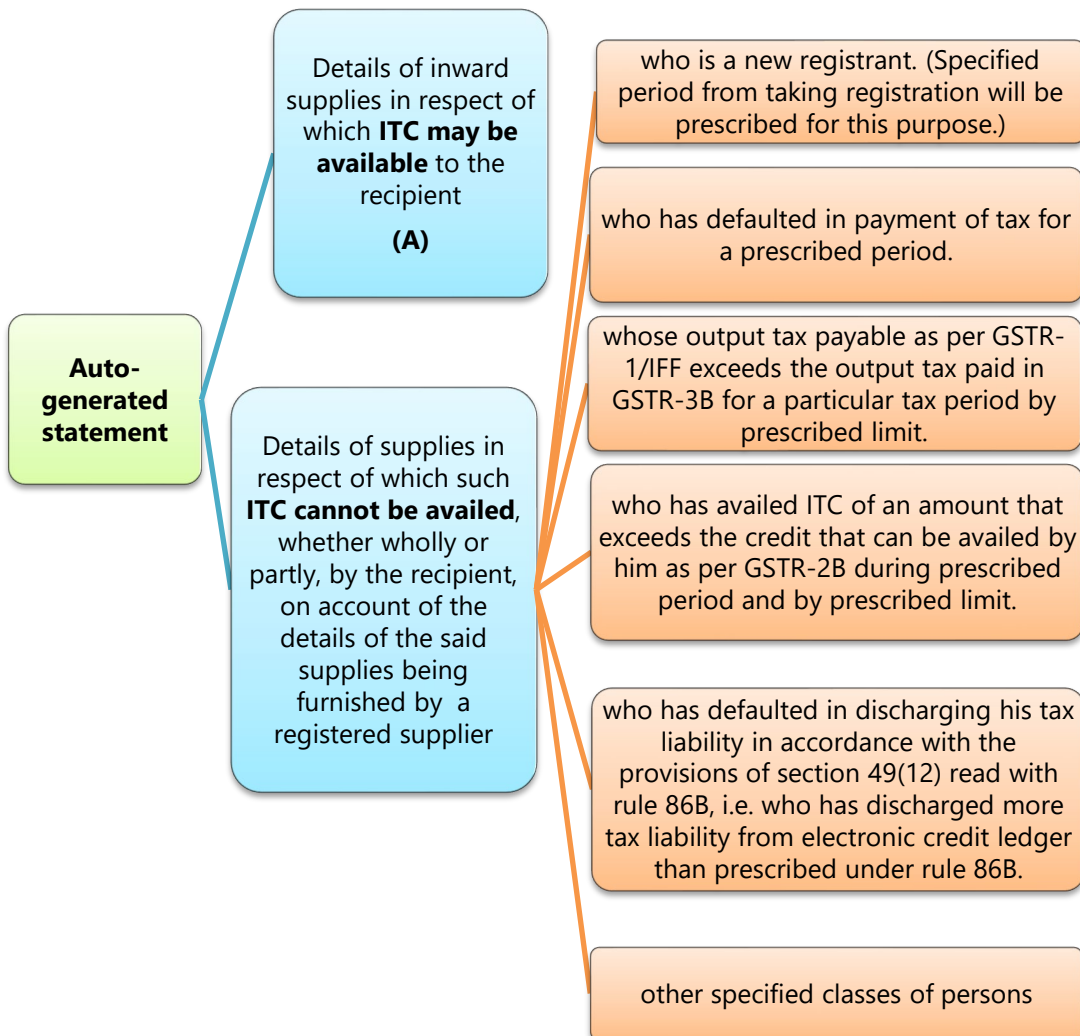 Auto-
generated
statement
Details of inward
supplies in respect of
which ITC may be
available to the
recipient
(A)
Details of supplies in
respect of which such
ITC cannot be availed,
whether wholly or
partly, by the recipient,
on account of the
details of the said
supplies being
furnished by a
registered supplier
who is a new registrant. (Specified
period from taking registration will be
prescribed for this purpose.)
who has defaulted in payment of tax for
a prescribed period.
whose output tax payable as per GSTR-
1/IFF exceeds the output tax paid in
GSTR-3B for a particular tax period by
prescribed limit.
who has availed ITC of an amount that
exceeds the credit that can be availed by
him as per GSTR-2B during prescribed
period and by prescribed limit.
who has defaulted in discharging his tax
liability in accordance with the
provisions of section 49(12) read with
rule 86B, i.e. who has discharged more
tax liability from electronic credit ledger
than prescribed under rule 86B.
other specified classes of persons